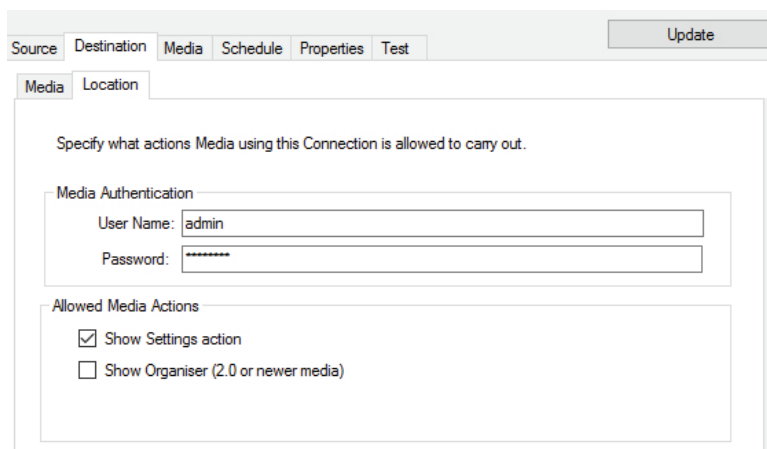 Update
Source Destination Media Schedule Properties Test
Media Location
Specify what actions Media using this Connection is allowed to carry out.
Media Authentication
User Name: admin
Password: ********
Allowed Media Actions
Show Settings action
Show Organiser (2.0 or newer media)